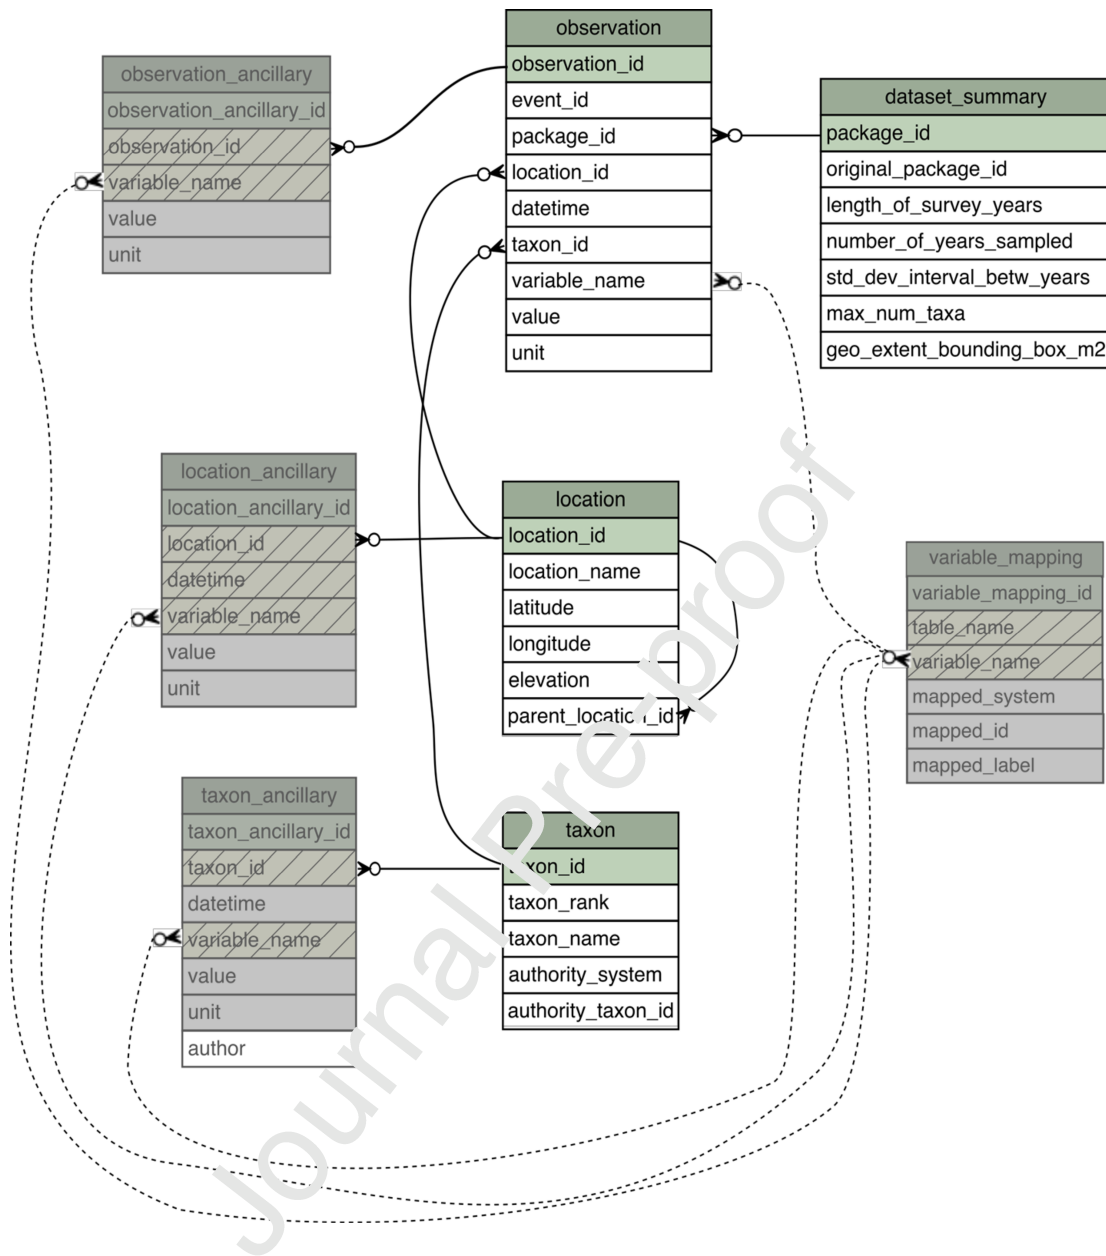 observation
observation_id
event_id
package_id
location_id
datetime
taxon_id
variable_name
value
unit
observation_ancillary
observation_ancillary_id
observation_id
variable_name
value
unit
dataset_summary
package_id
original_package_id
length_of_survey_years
number_of_years_sampled
std_dev_interval_betw_years
max_num_taxa
geo_extent_bounding_box_m2
location_ancillary
location_ancillary_id
location_id
datetime
variable_name
value
unit
location
location_id
location_name
latitude
longitude
elevation
parent_location_id
variable_mapping
variable_mapping_id
table_name
variable_name
mapped_system
mapped_id
mapped_label
taxon_ancillary
taxon_ancillary_id
taxon_id
datetime
variable_name
value
unit
author
taxon
taxon_id
taxon_rank
taxon_name
authority_system
authority_taxon_id
Journal Pre-proof